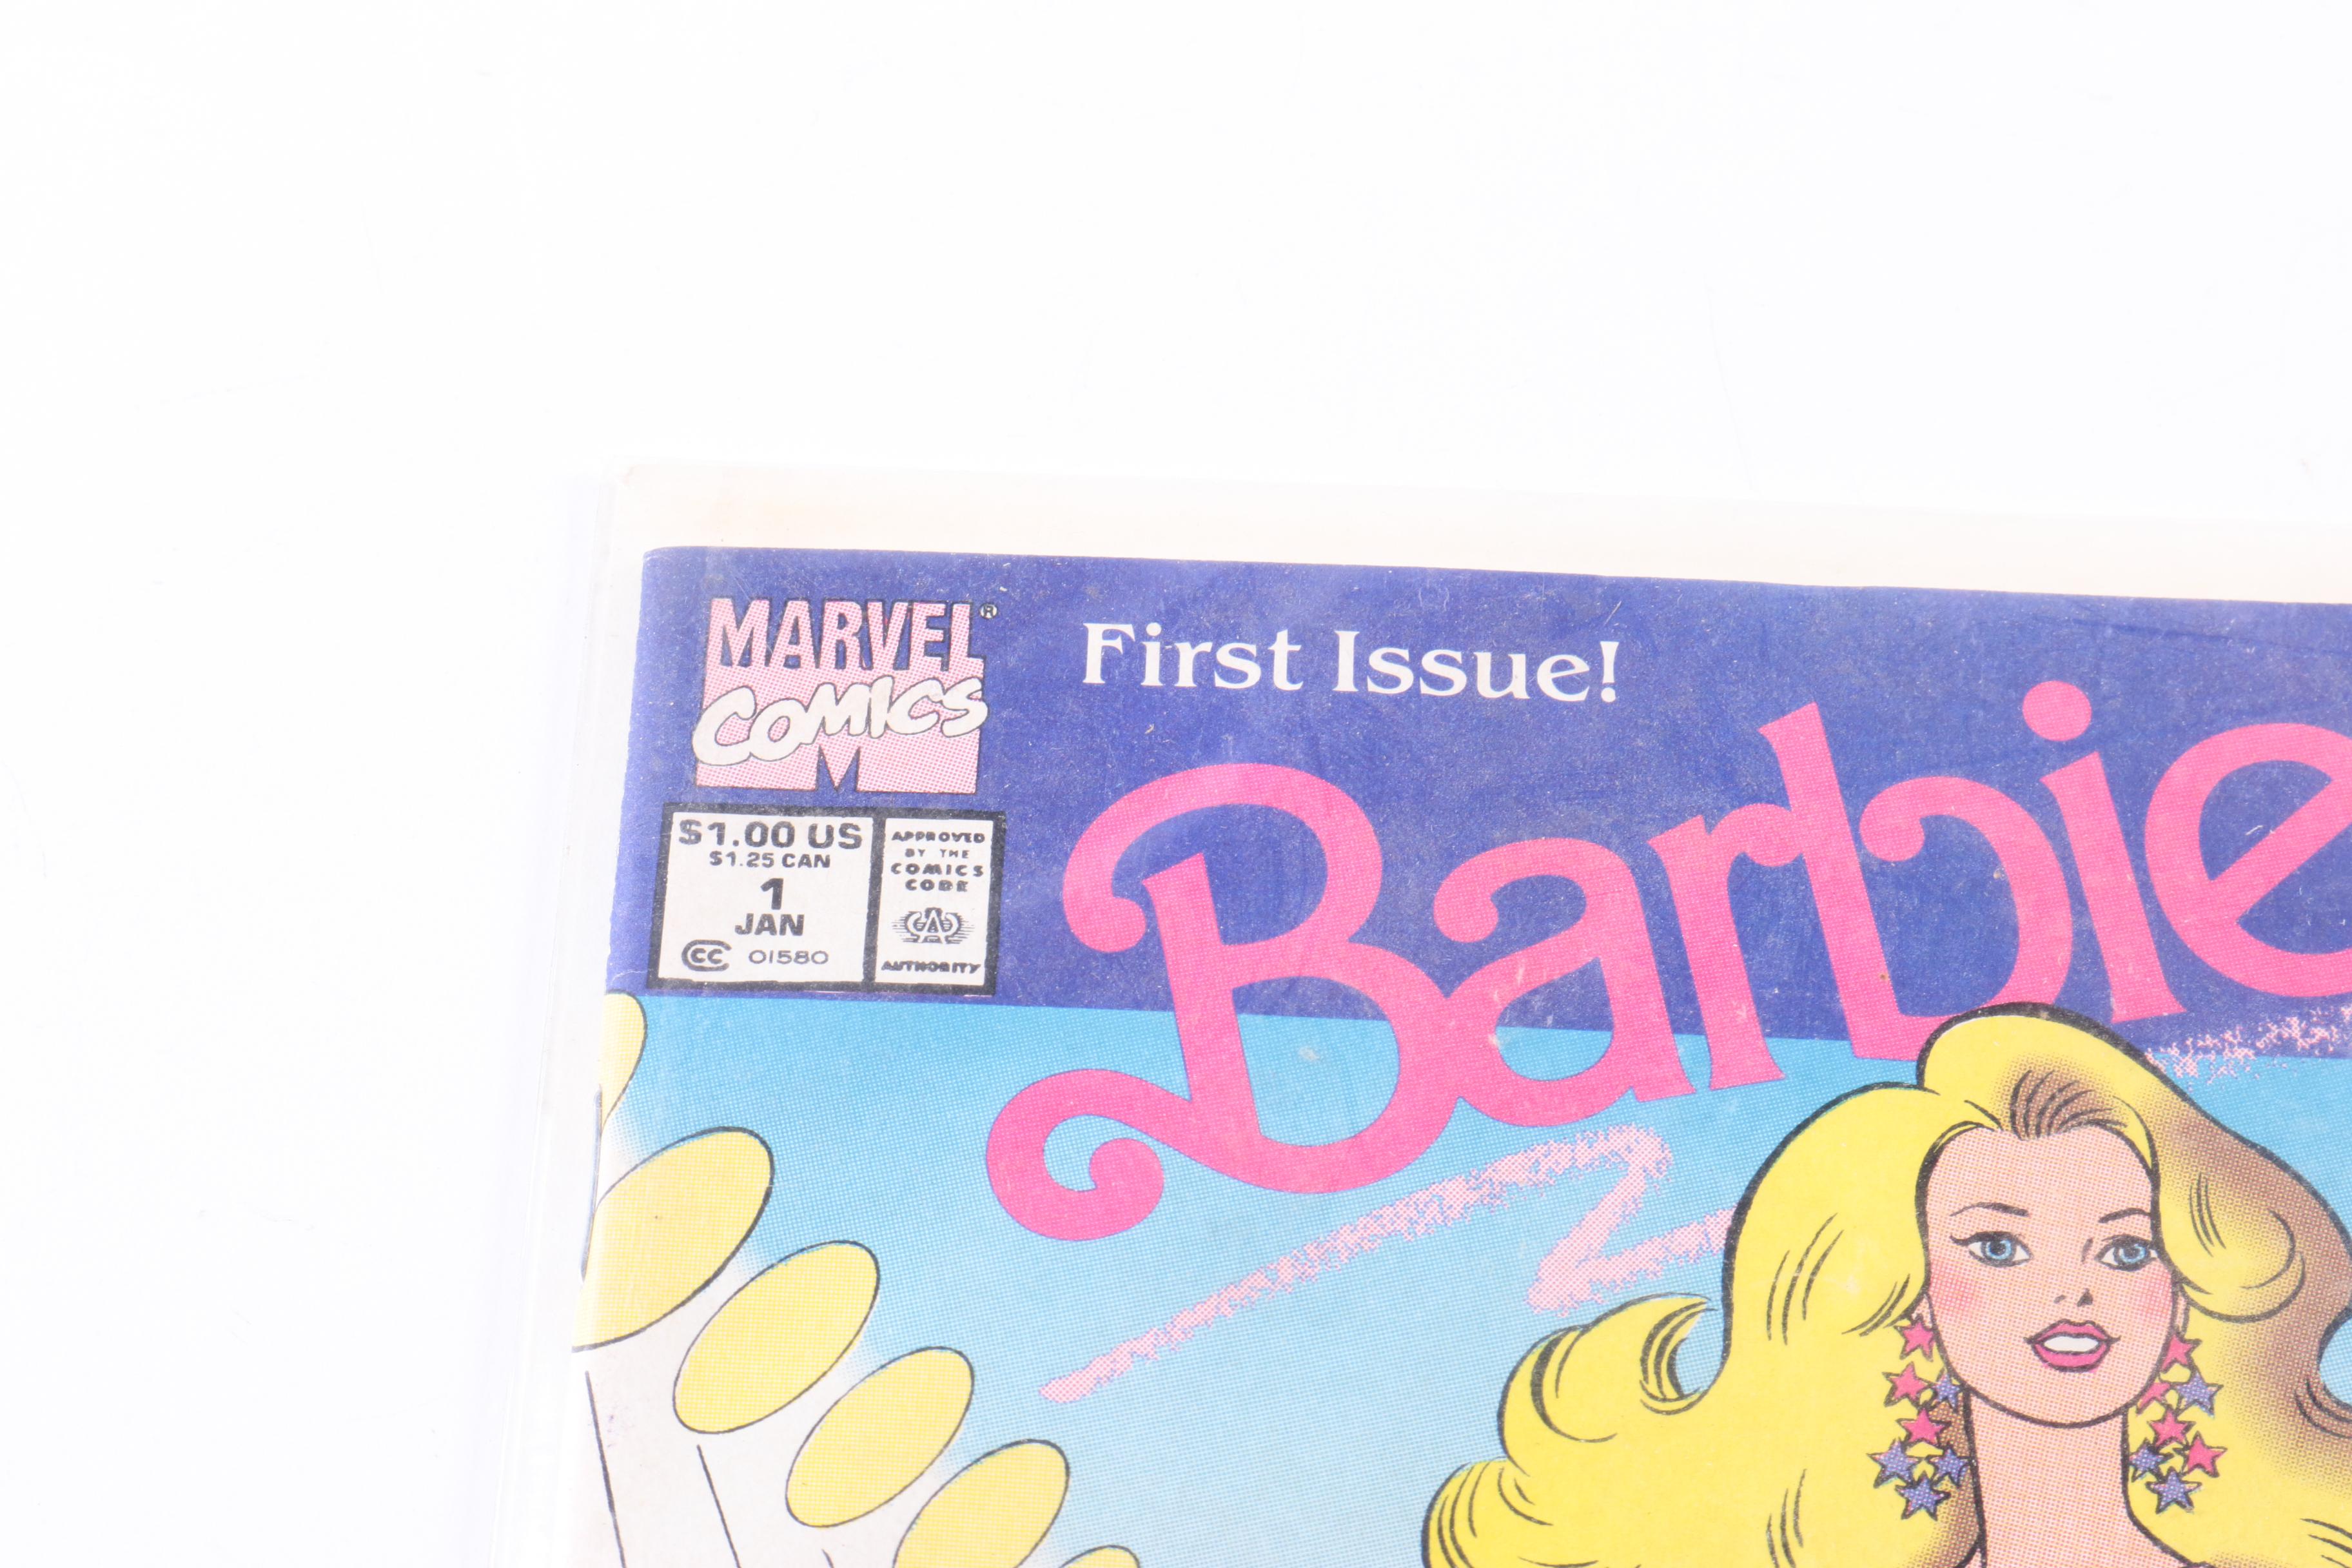 MARVEL®
COMICS
First Issue!
Barbie
$1.00 US
$1.25 CAN
1
JAN
CC 01580
APPROVED
BY THE
COMICS
CODE
CA
AUTHORITY